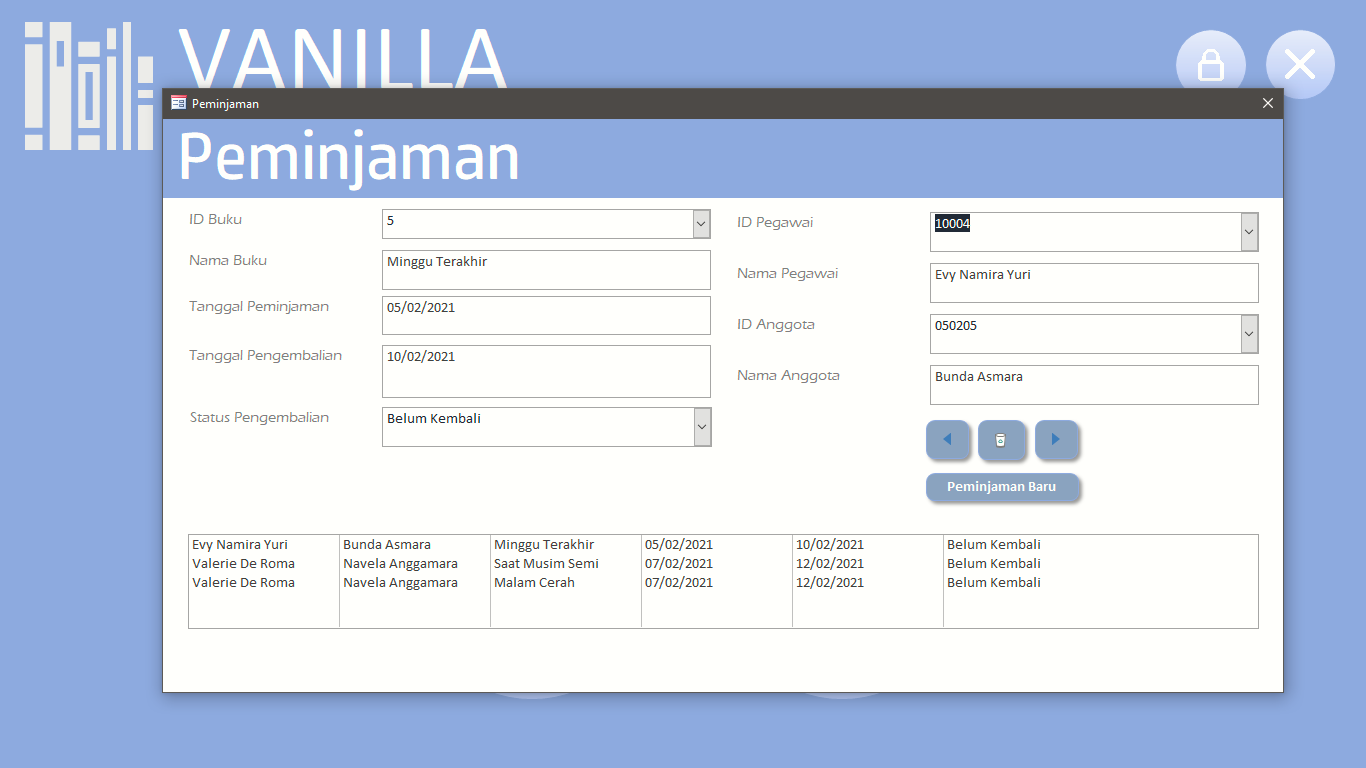 VANILLA
Peminjaman
Peminjaman
ID Buku 5
Nama Buku Minggu Terakhir
Tanggal Peminjaman 05/02/2021
Tanggal Pengembalian 10/02/2021
Status Pengembalian Belum Kembali
ID Pegawai 10004
Nama Pegawai Evy Namira Yuri
ID Anggota 050205
Nama Anggota Bunda Asmara
Peminjaman Baru
Evy Namira Yuri Bunda Asmara Minggu Terakhir 05/02/2021 10/02/2021 Belum Kembali
Valerie De Roma Navela Anggamara Saat Musim Semi 07/02/2021 12/02/2021 Belum Kembali
Valerie De Roma Navela Anggamara Malam Cerah 07/02/2021 12/02/2021 Belum Kembali